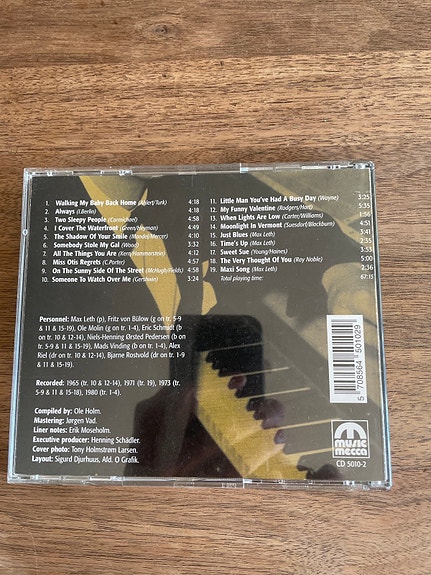 1. Walking My Baby Back Home (Ahlert/Turk) 4:18
2. Always (I.Berlin) 4:18
3. Two Sleepy People (Carmichael) 4:58
4. I Cover The Waterfront (Green/Heyman) 4:49
5. The Shadow Of Your Smile (Mandel/Mercer) 4:10
6. Somebody Stole My Gal (Wood) 3:32
7. All The Things You Are (Kern/Hammerstein) 4:12
8. Miss Otis Regrets (C.Porter) 4:57
9. On The Sunny Side Of The Street (McHugh/Fields) 4:58
10. Someone To Watch Over Me (Gershwin) 3:24
11. Little Man You've Had A Busy Day (Wayne) 3:25
12. My Funny Valentine (Rodgers/Hart) 5:35
13. When Lights Are Low (Carter/Williams) 1:56
14. Moonlight In Vermont (Suessdorf/Blackburn) 4:51
15. Just Blues (Max Leth) 2:51
16. Time's Up (Max Leth) 2:35
17. Sweet Sue (Young/Harris) 3:53
18. The Very Thought Of You (Ray Noble) 5:00
19. Maxi Song (Max Leth) 2:36
Total playing time: 67:15
Personnel: Max Leth (p), Fritz von Bülow (g on tr. 5-
9 & 11 & 15-19), Ole Molin (g on tr. 1-4), Eric Schmidt (b
on tr. 10 & 12-14), Niels-Henning Ørsted Pedersen (b on
tr. 5-9 & 11 & 15-19), Mads Vinding (b on tr. 1-4), Alex
Riel (dr on tr. 10 & 12-14), Bjarne Rostvold (dr on tr. 1-9
& 11 & 15-18).
Recorded: 1965 (tr. 10 & 12-14), 1971 (tr. 19), 1973 (tr.
5-9 & 11 & 15-18), 1980 (tr. 1-4).
Compiled by: Ole Holm.
Mastering: Jørgen Vad.
Liner notes: Erik Moseholm.
Executive producer: Henning Schädler.
Cover photo: Tony Holmstrøm Larsen.
Layout: Sigurd Djurhuus, Ald. O Grafik.
5 708564 501029
music
mecca
CD 5010-2